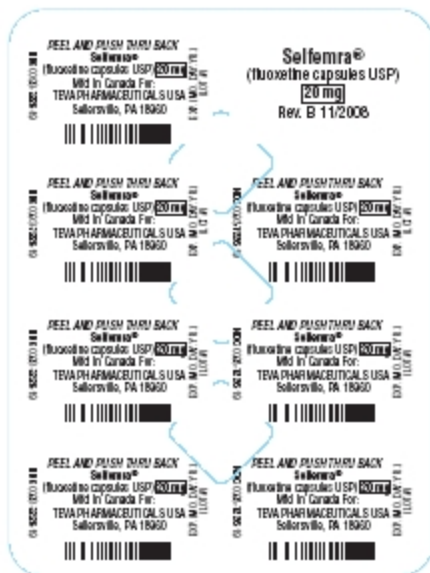 PEEL AND PUSH THRU BACK
Selfemra®
(fluoxetine capsules USP) 20 mg
Mfd In Canada For:
TEVA PHARMACEUTICALS USA
Sellersville, PA 18960
Selfemra®
(fluoxetine capsules USP)
20 mg
Rev. B 11/2008
PEEL AND PUSH THRU BACK
Selfemra®
(fluoxetine capsules USP) 20 mg
Mfd In Canada For:
TEVA PHARMACEUTICALS USA
Sellersville, PA 18960
PEEL AND PUSH THRU BACK
Selfemra®
(fluoxetine capsules USP) 20 mg
Mfd In Canada For:
TEVA PHARMACEUTICALS USA
Sellersville, PA 18960
PEEL AND PUSH THRU BACK
Selfemra®
(fluoxetine capsules USP) 20 mg
Mfd In Canada For:
TEVA PHARMACEUTICALS USA
Sellersville, PA 18960
PEEL AND PUSH THRU BACK
Selfemra®
(fluoxetine capsules USP) 20 mg
Mfd In Canada For:
TEVA PHARMACEUTICALS USA
Sellersville, PA 18960
PEEL AND PUSH THRU BACK
Selfemra®
(fluoxetine capsules USP) 20 mg
Mfd In Canada For:
TEVA PHARMACEUTICALS USA
Sellersville, PA 18960
PEEL AND PUSH THRU BACK
Selfemra®
(fluoxetine capsules USP) 20 mg
Mfd In Canada For:
TEVA PHARMACEUTICALS USA
Sellersville, PA 18960